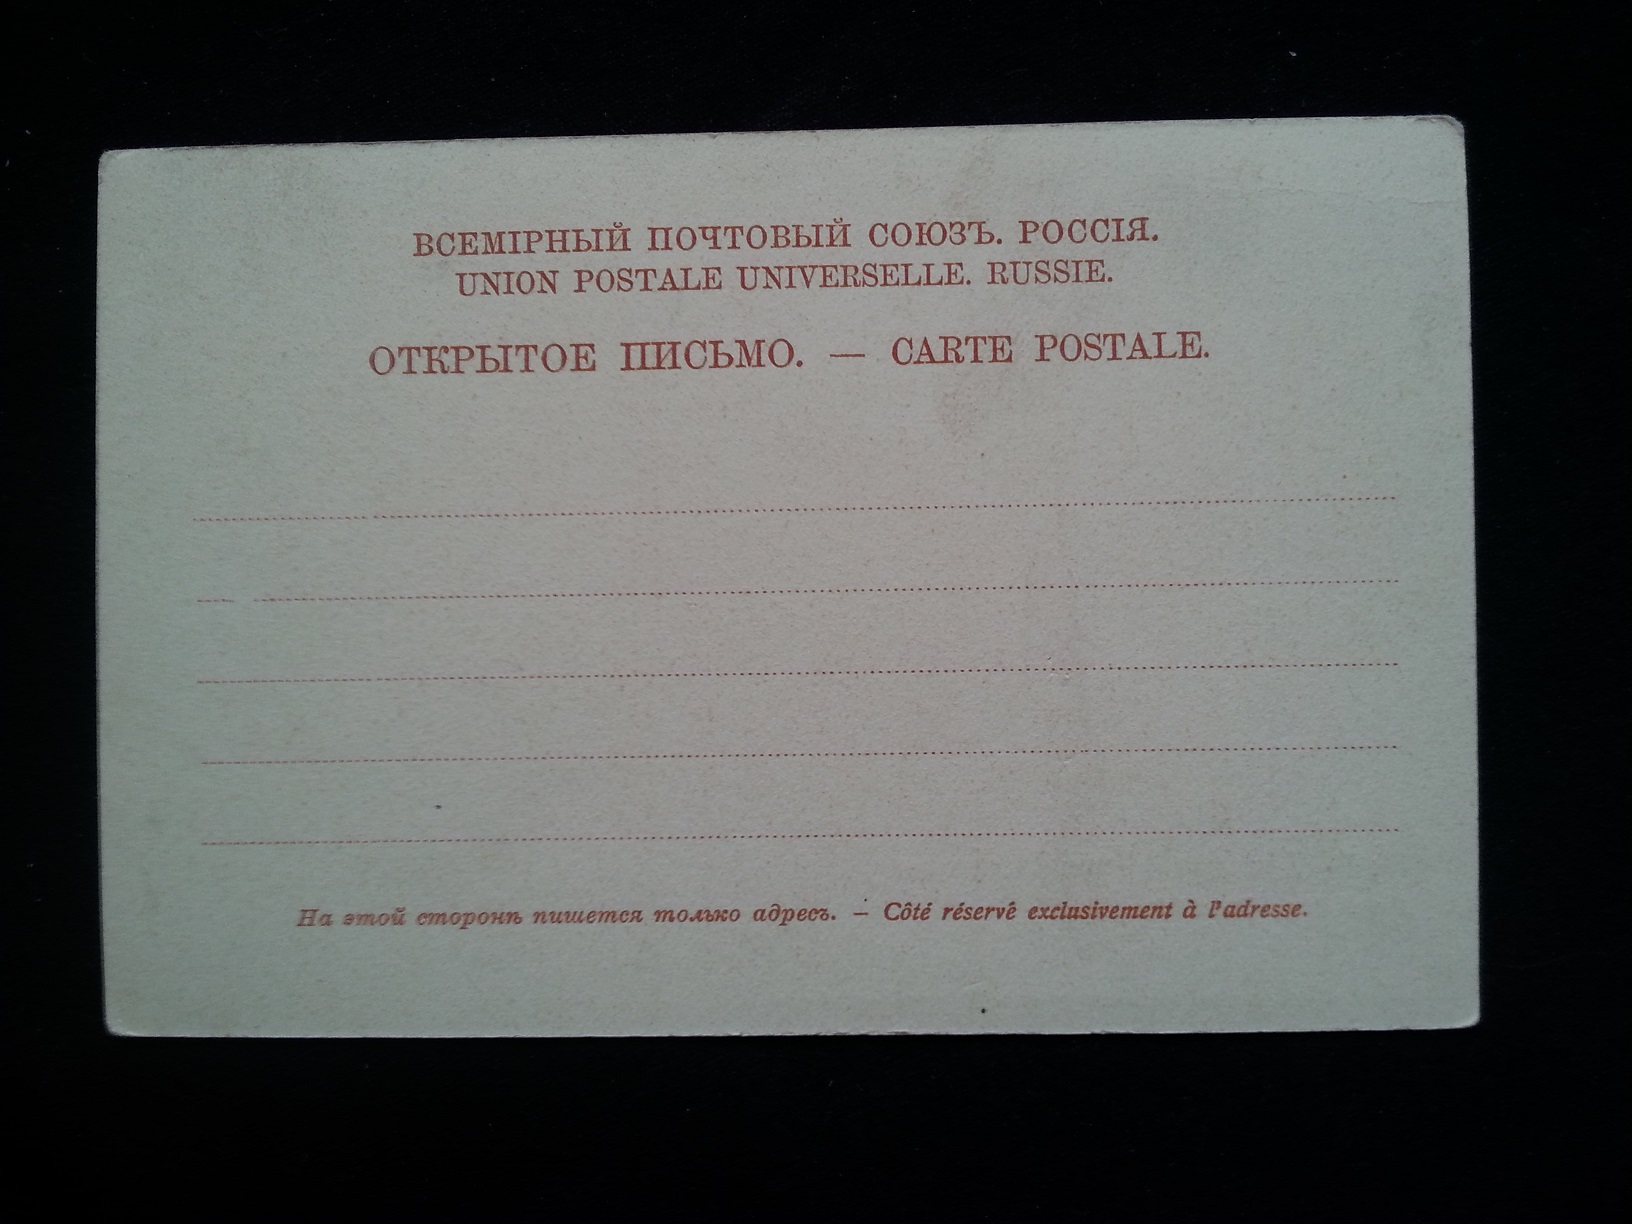 ВСЕМІРНЫЙ ПОЧТОВЫЙ СОЮЗЪ. РОССІЯ.
UNION POSTALE UNIVERSELLE. RUSSIE.
ОТКРЫТОЕ ПИСЬМО. — CARTE POSTALE.
На этой сторонѣ пишется только адресъ. — Côté réservé exclusivement à l'adresse.